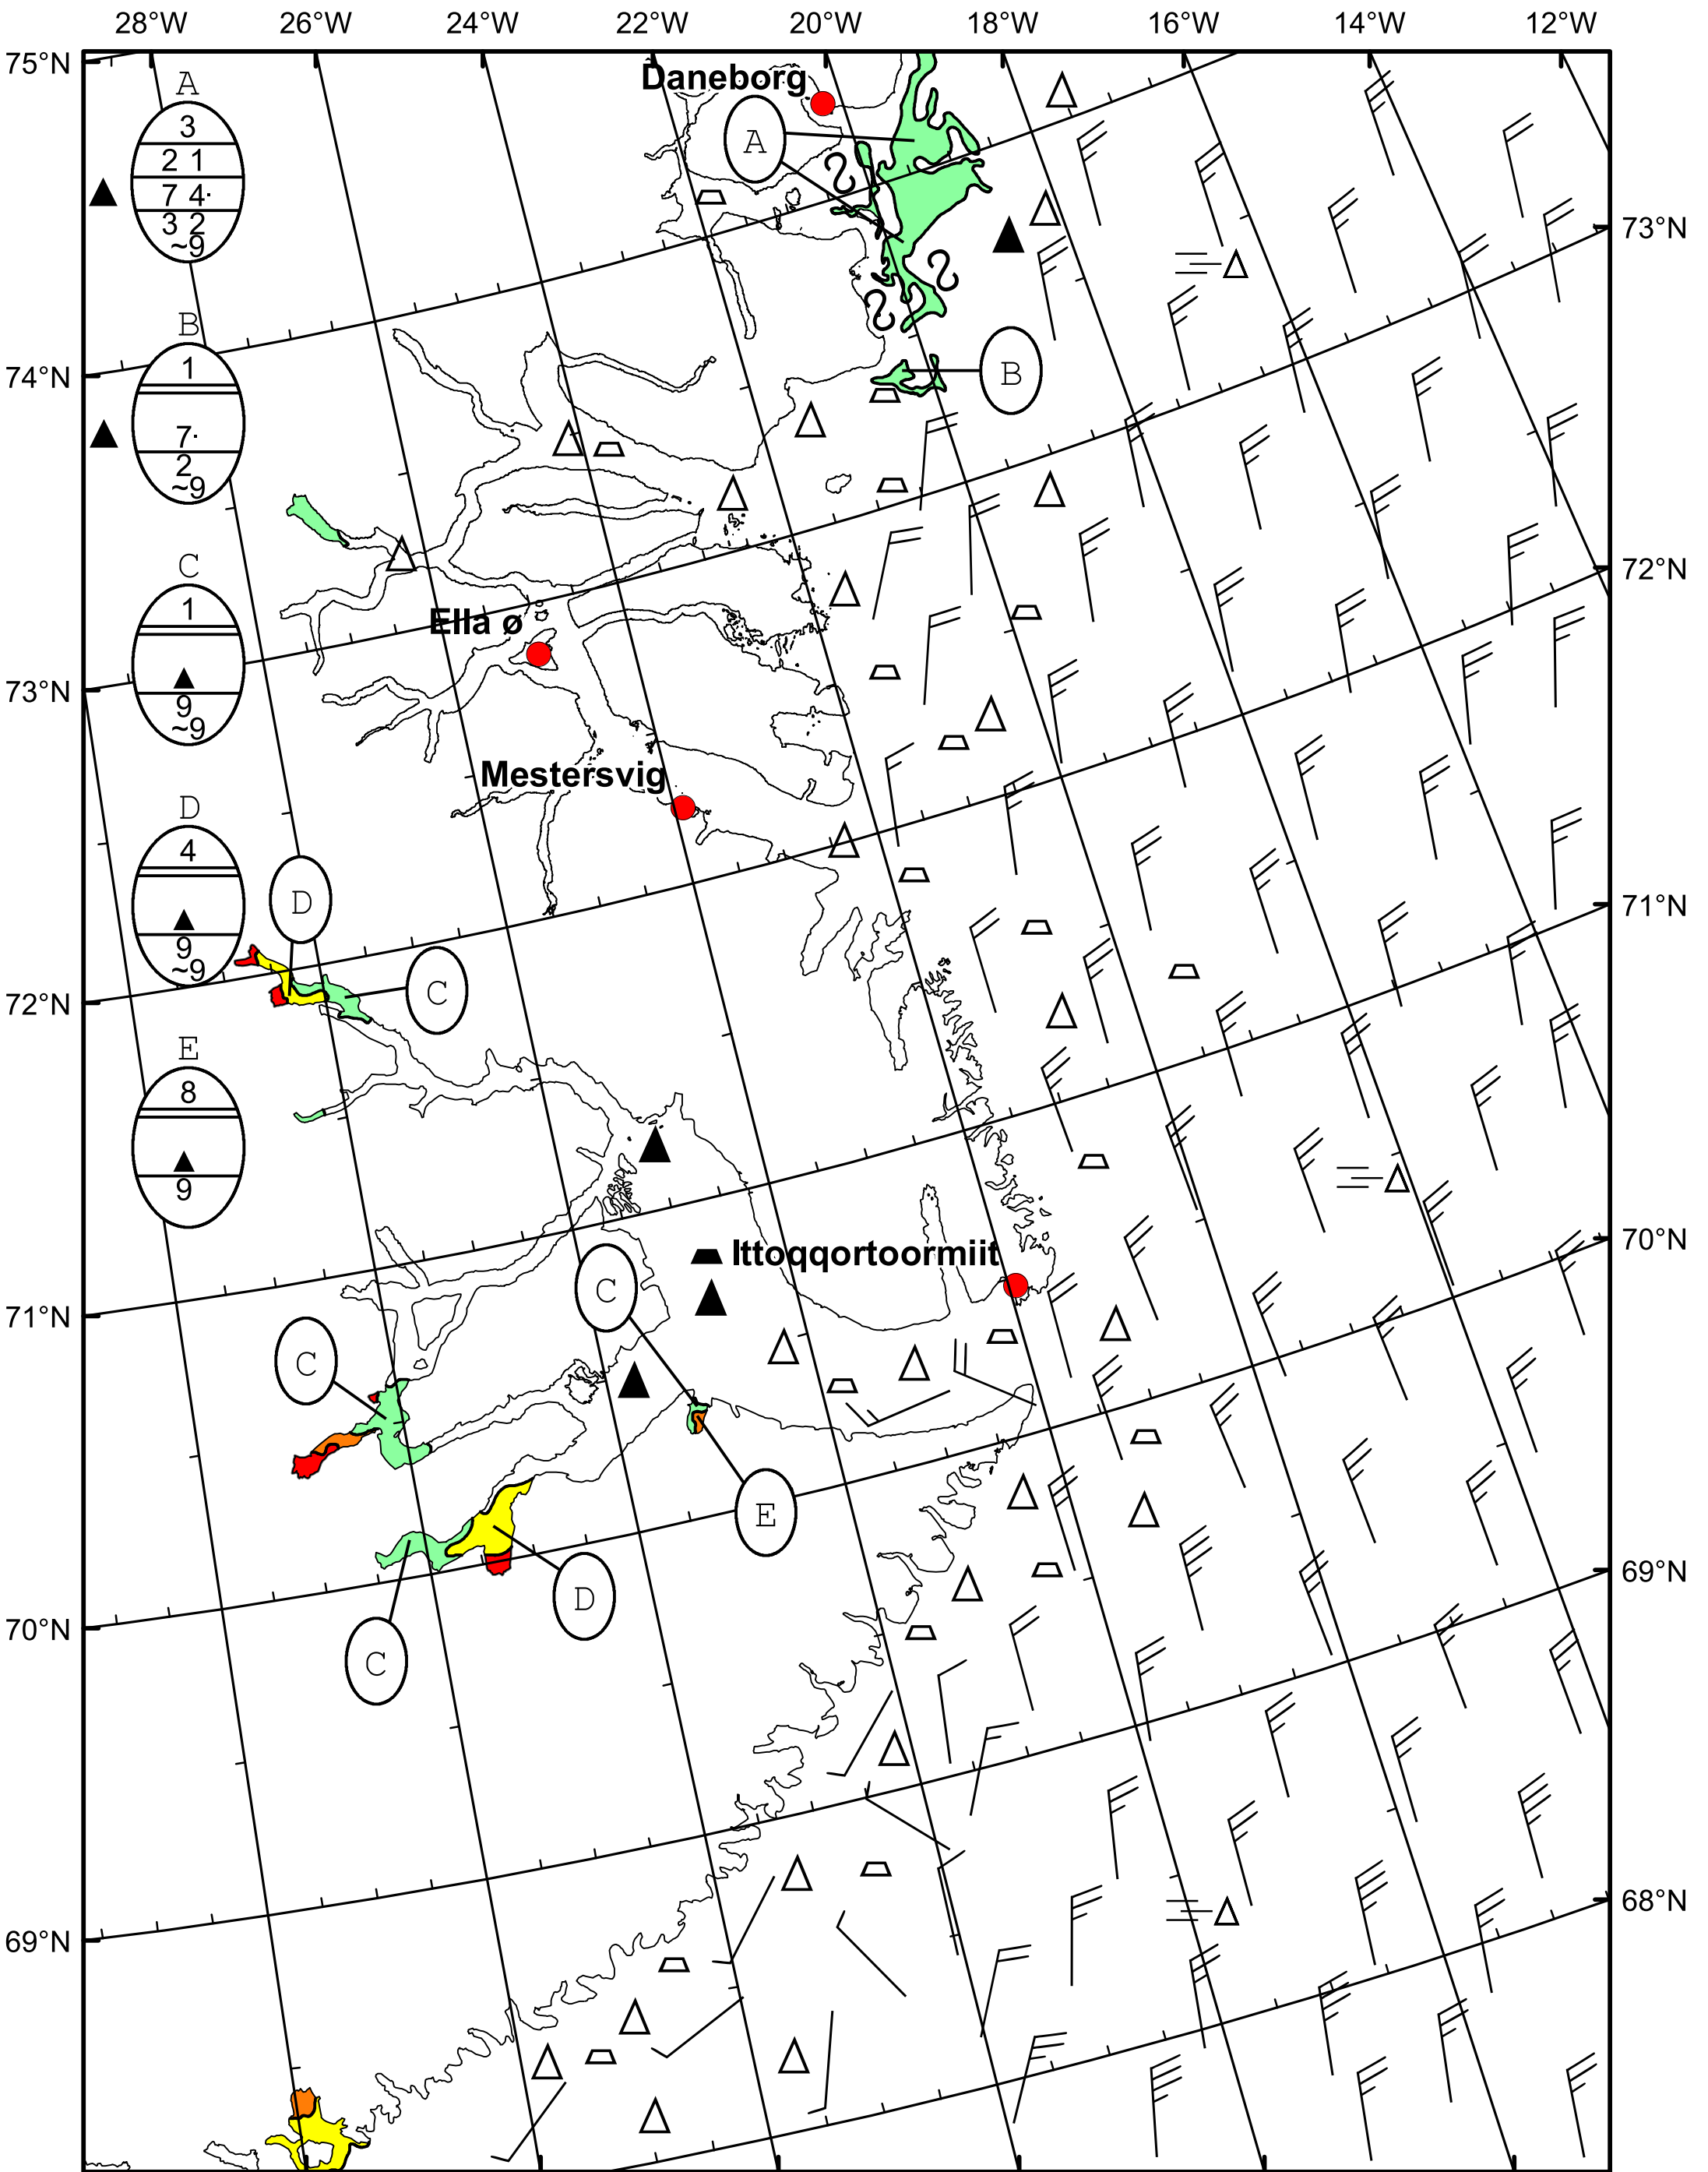 28°W 26°W 24°W 22°W 20°W 18°W 16°W 14°W 12°W
75°N
Daneborg
A
3
2 1
7 4·
3 2
~9
A
73°N
B
1
7·
2
~9
74°N
B
C
1
9
~9
72°N
Ella ø
73°N
Mestersvig
D
4
9
~9
D
71°N
C
72°N
E
8
9
70°N
Ittoqqortoormiit
C
71°N
C
E
69°N
D
70°N
C
68°N
69°N